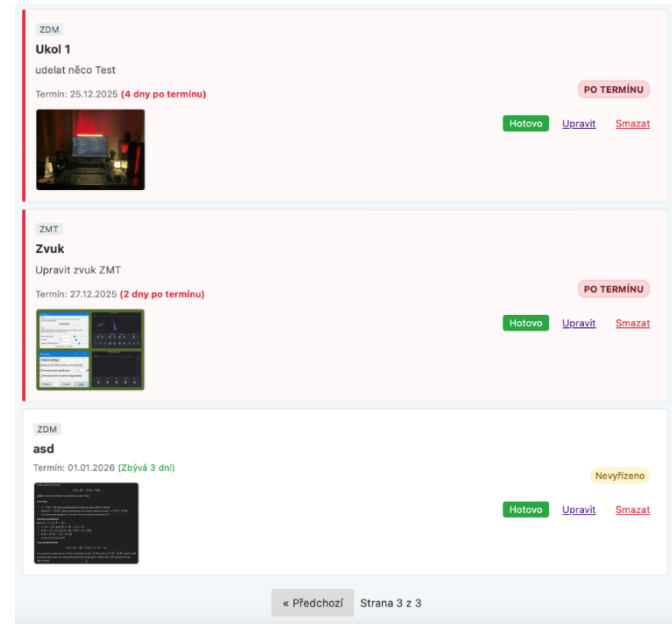 ZDM
Ukol 1
udelat něco Test
Termín: 25.12.2025 (4 dny po termínu)
PO TERMÍNU
Hotovo Upravit Smazat
ZMT
Zvuk
Upravit zvuk ZMT
Termín: 27.12.2025 (2 dny po termínu)
PO TERMÍNU
Hotovo Upravit Smazat
ZDM
asd
Termín: 01.01.2026 (Zbývá 3 dní)
Nevyřízeno
Hotovo Upravit Smazat
« Předchozí Strana 3 z 3